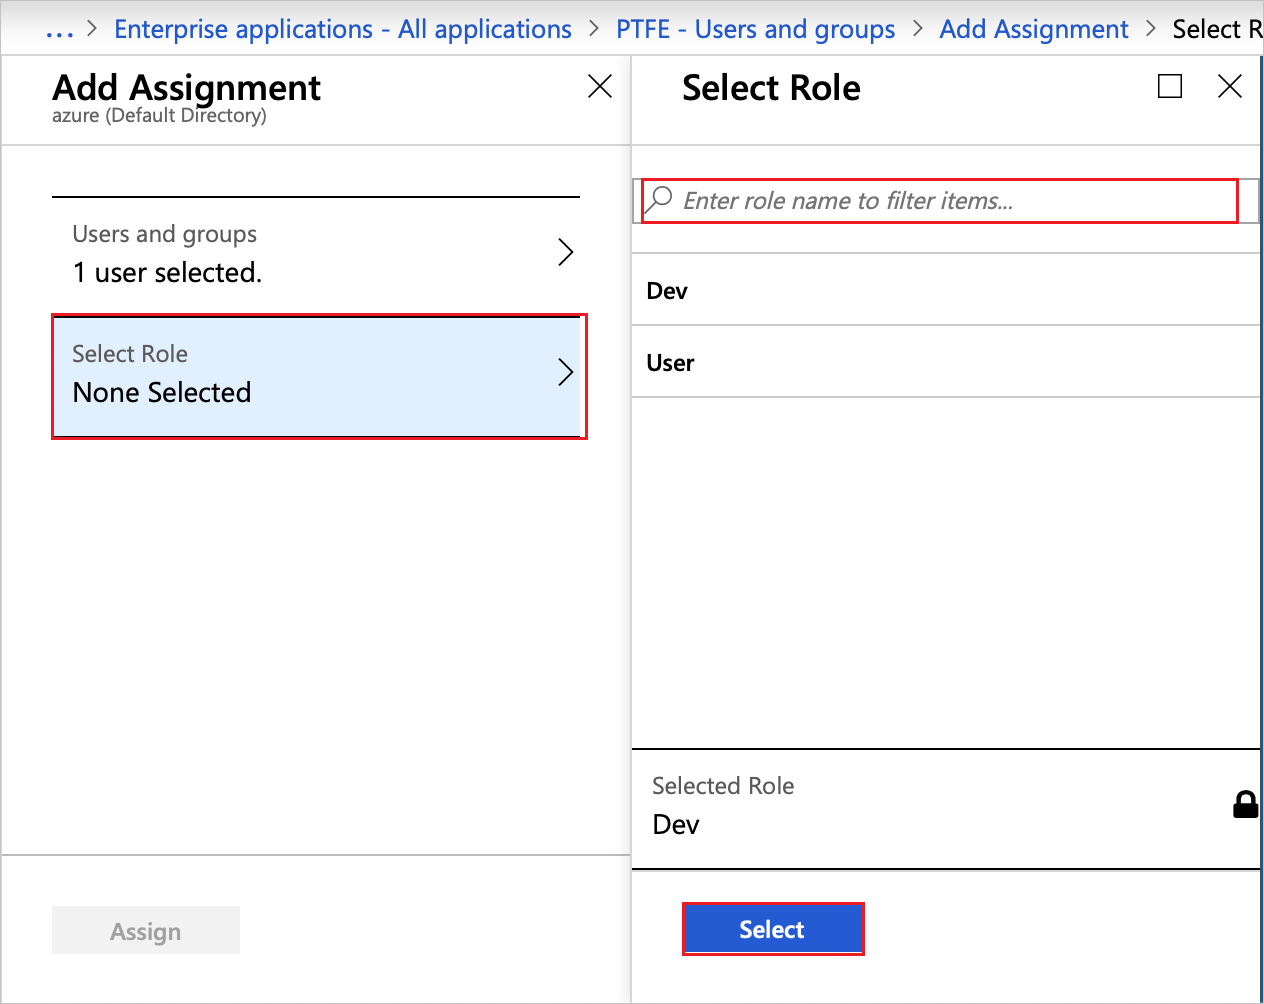 ... > Enterprise applications - All applications > PTFE - Users and groups > Add Assignment > Select R
Add Assignment
azure (Default Directory)
Users and groups
1 user selected.
Select Role
None Selected
Assign
Select Role
Enter role name to filter items...
Dev
User
Selected Role
Dev
Select